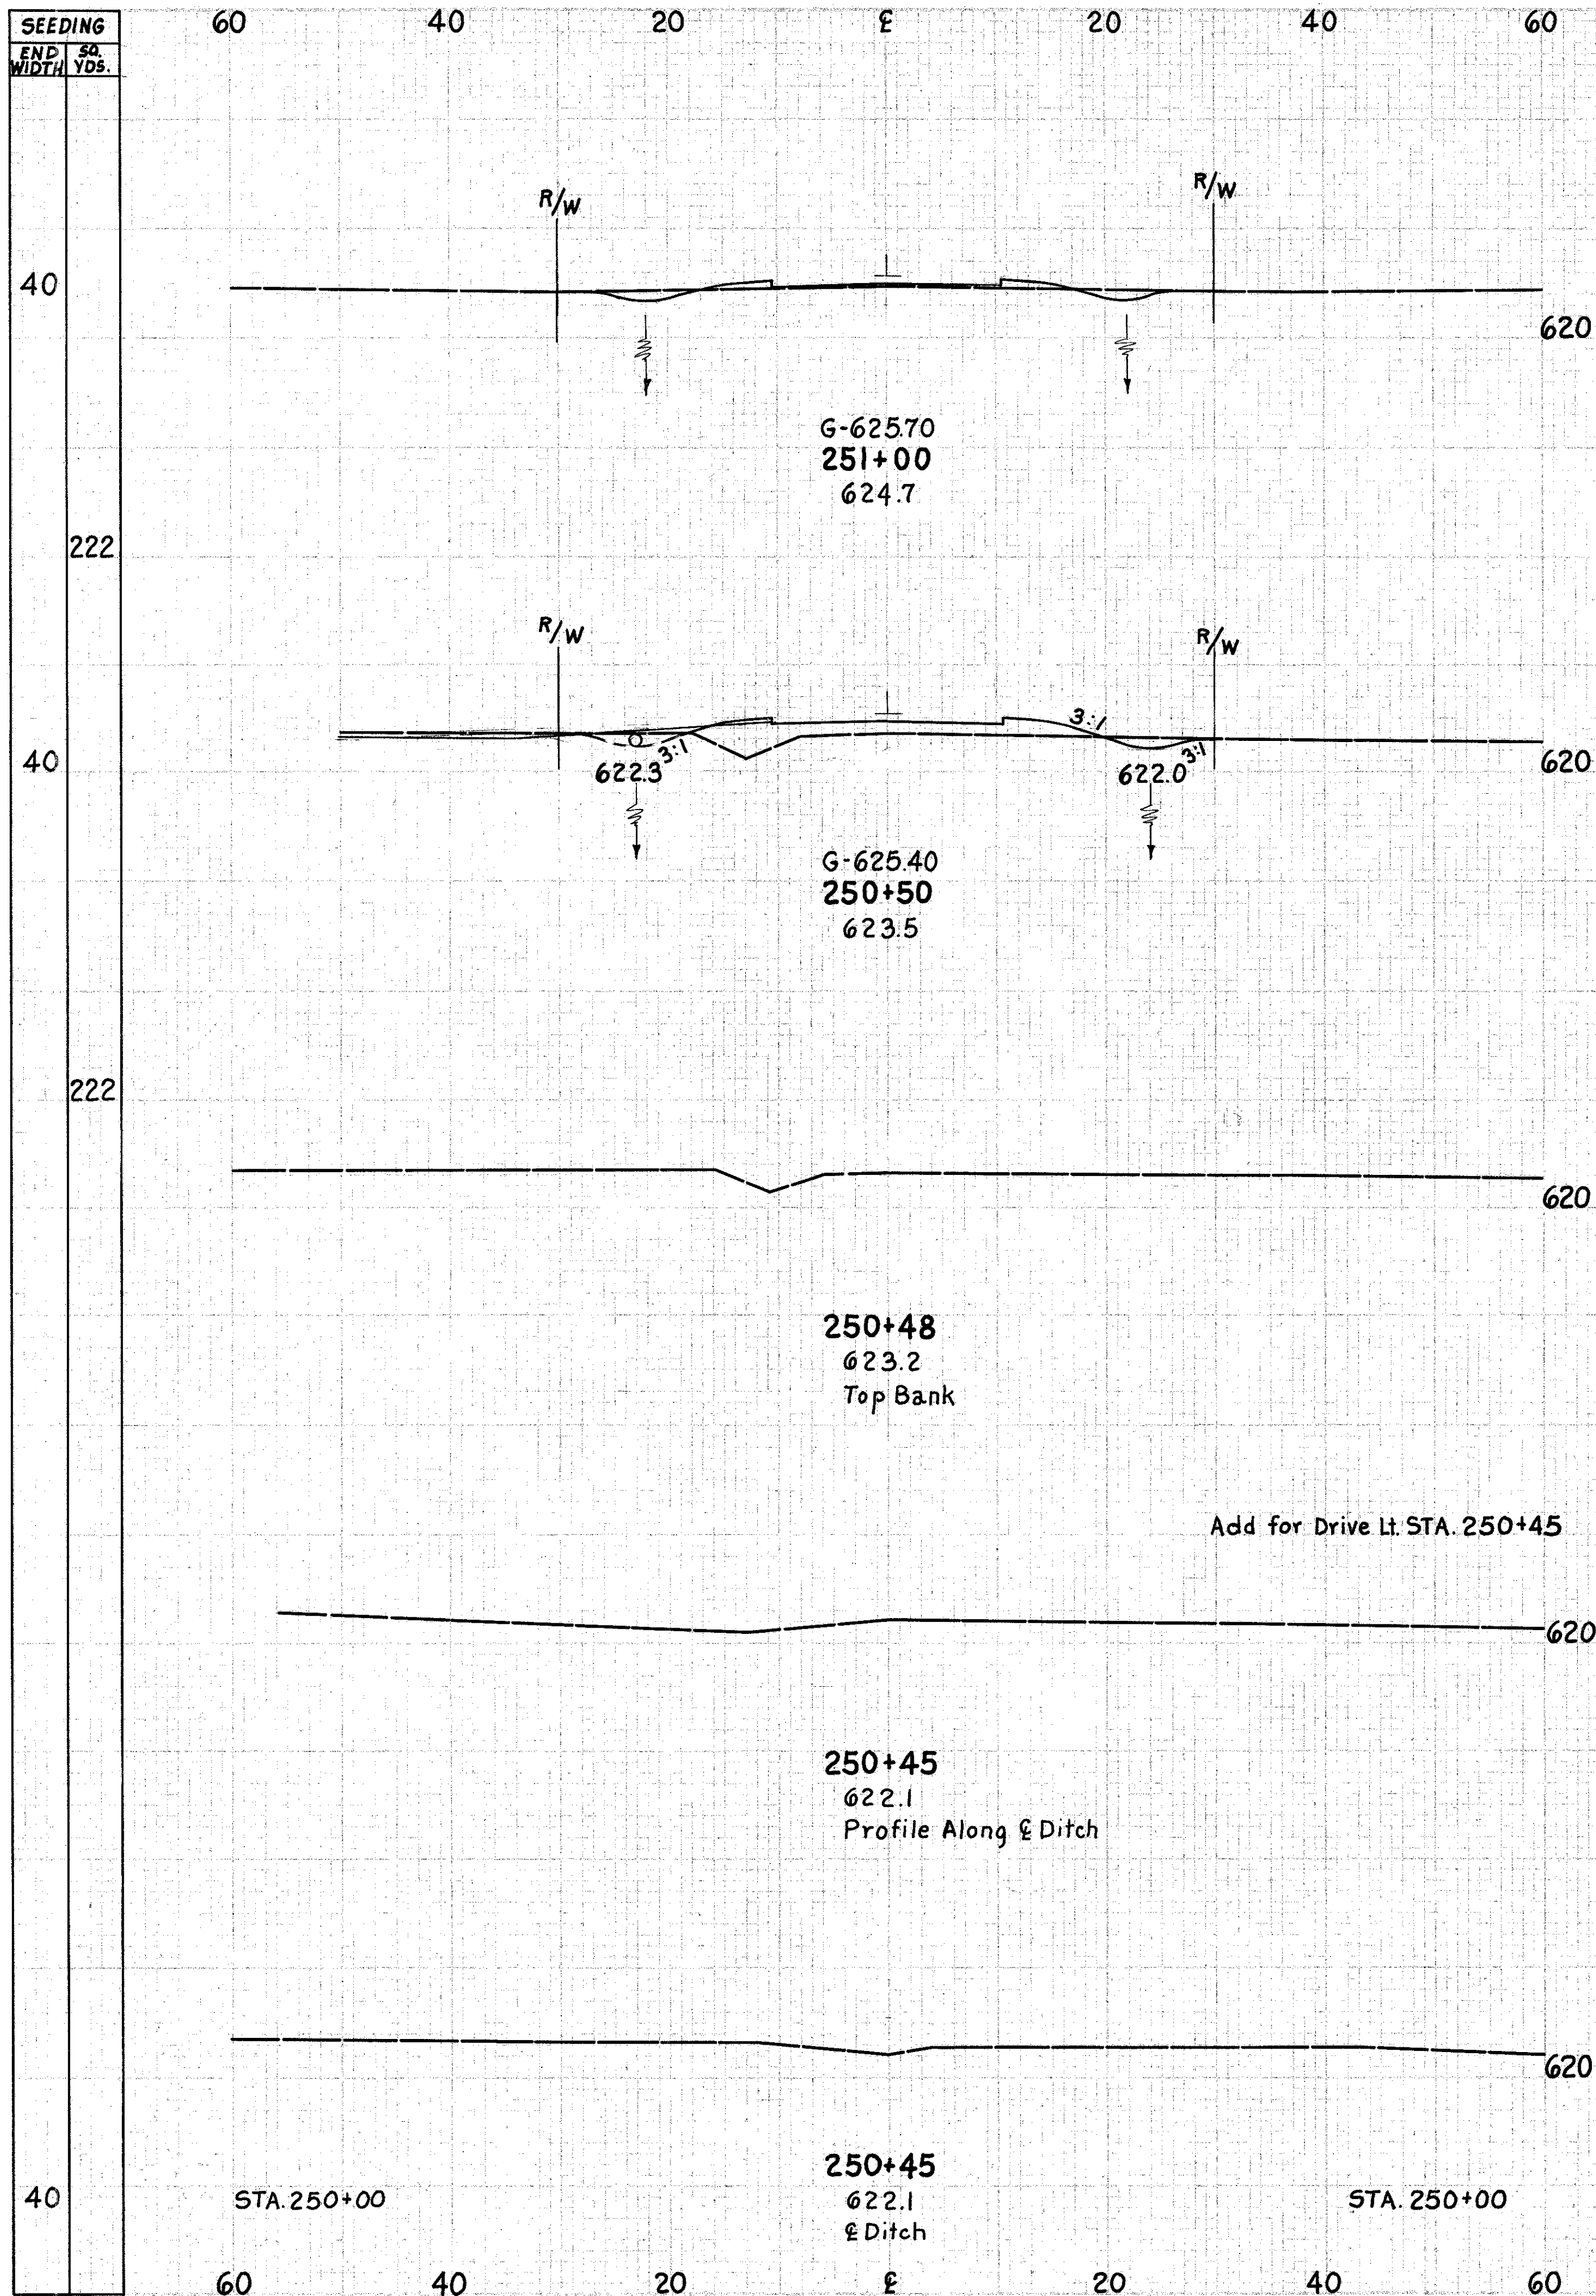 SEEDING
END WIDTH
SQ. YDS.
60 40 20 ℄ 20 40 60
R/W R/W
40
620
G-625.70
251+00
624.7
222
R/W R/W
3:1
40
3:1 3:1
622.3 622.0
620
G-625.40
250+50
623.5
222
620
250+48
623.2
Top Bank
Add for Drive Lt. STA. 250+45
620
250+45
622.1
Profile Along ℄ Ditch
620
250+45
40 STA. 250+00 622.1 STA. 250+00
℄ Ditch
60 40 20 ℄ 20 40 60